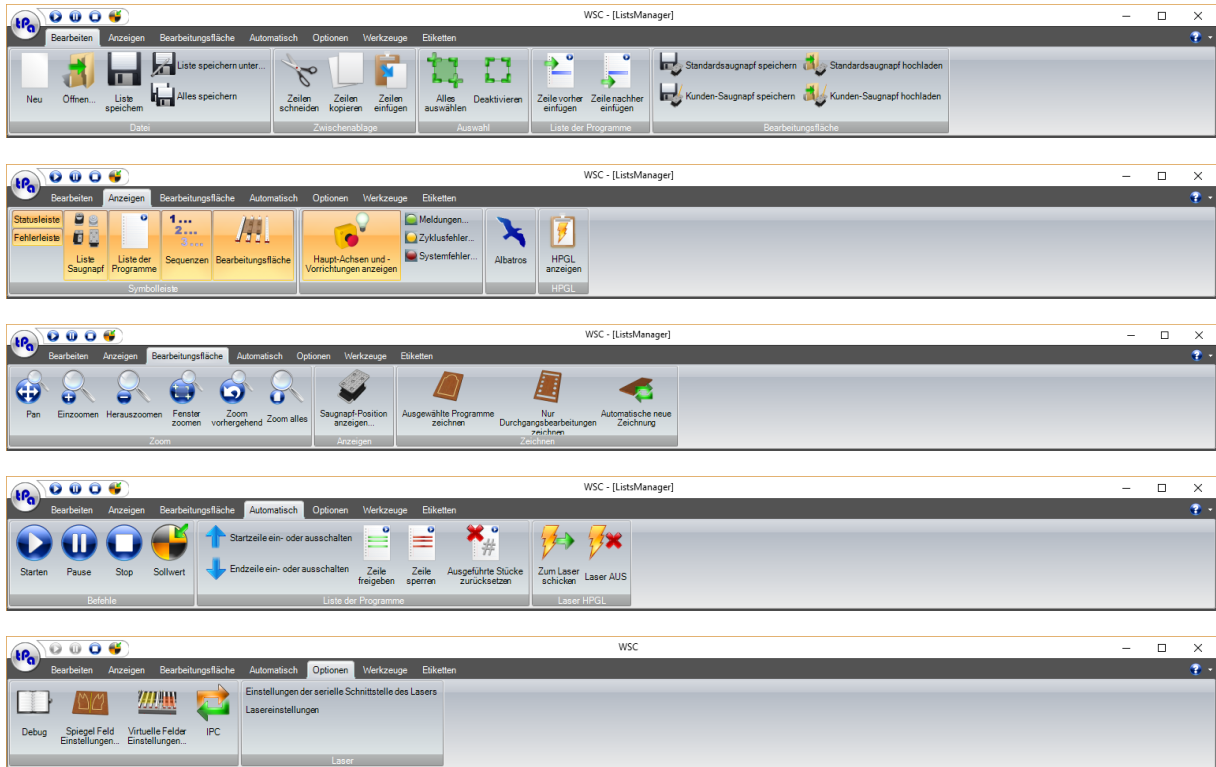 WSC - [ListsManager]
tPa
Bearbeiten Anzeigen Bearbeitungsfläche Automatisch Optionen Werkzeuge Etiketten
Neu
Öffnen...
Liste
speichern
Liste speichern unter...
Alles speichern
Datei
Zeilen
schneiden
Zeilen
kopieren
Zeilen
einfügen
Zwischenablage
Alles
auswählen
Deaktivieren
Auswahl
Zeile vorher
einfügen
Zeile nachher
einfügen
Liste der Programme
Standardsaugnapf speichern
Standardsaugnapf hochladen
Kunden-Saugnapf speichern
Kunden-Saugnapf hochladen
Bearbeitungsfläche
WSC - [ListsManager]
tPa
Bearbeiten Anzeigen Bearbeitungsfläche Automatisch Optionen Werkzeuge Etiketten
Statusleiste
Fehlerleiste
Liste
Saugnapf
Liste der
Programme
1...
2...
3...
Sequenzen
Bearbeitungsfläche
Symbolleiste
Haupt-Achsen und -
Vorrichtungen anzeigen
Meldungen...
Zyklusfehler...
Systemfehler...
Albatros
HPGL
anzeigen
HPGL
WSC - [ListsManager]
tPa
Bearbeiten Anzeigen Bearbeitungsfläche Automatisch Optionen Werkzeuge Etiketten
Pan
Einzoomen
Herauszoomen
Fenster
zoomen
Zoom
vorhergehend
Zoom alles
Zoom
Saugnapf-Position
anzeigen...
Anzeigen
Ausgewählte Programme
zeichnen
Nur
Durchgangsbearbeitungen
zeichnen
Automatische neue
Zeichnung
Zeichnen
WSC - [ListsManager]
tPa
Bearbeiten Anzeigen Bearbeitungsfläche Automatisch Optionen Werkzeuge Etiketten
Starten
Pause
Stop
Sollwert
Befehle
Startzeile ein- oder ausschalten
Endzeile ein- oder ausschalten
Zeile
freigeben
Zeile
sperren
#
Ausgeführte Stücke
zurücksetzen
Liste der Programme
Zum Laser
schicken
Laser AUS
Laser HPGL
WSC
tPa
Bearbeiten Anzeigen Bearbeitungsfläche Automatisch Optionen Werkzeuge Etiketten
Debug
Spiegel Feld
Einstellungen...
Virtuelle Felder
Einstellungen...
IPC
Einstellungen der serielle Schnittstelle des Lasers
Lasereinstellungen
Laser